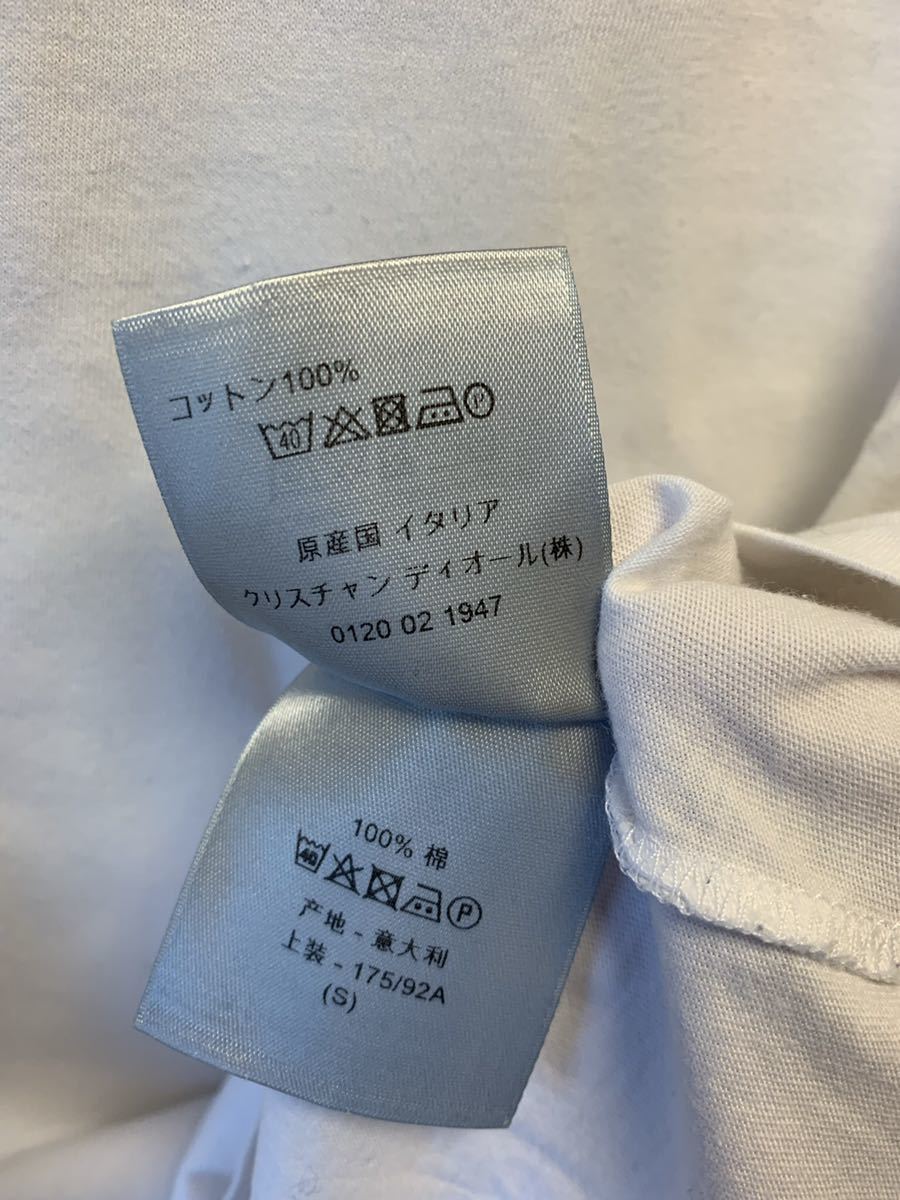 コットン100%
40 P
原産国 イタリア
クリスチャン ディオール(株)
0120 02 1947
100% 棉
40 P
产地 - 意大利
上装 - 175/92A
(S)